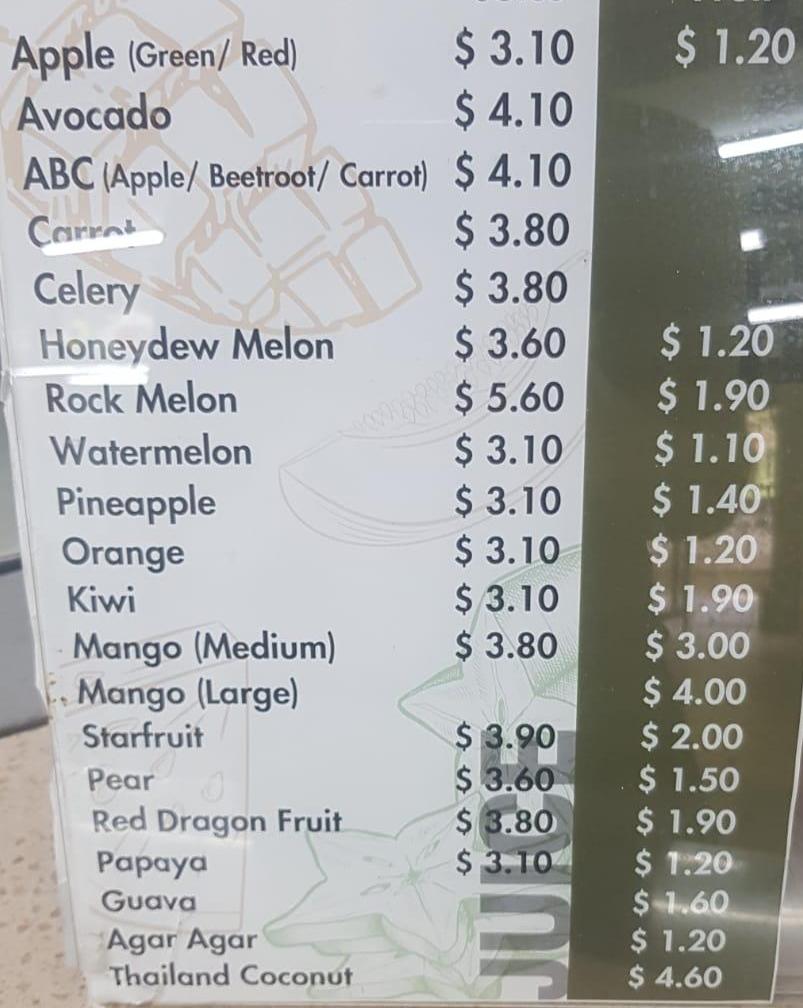 Apple (Green/ Red) $ 3.10 $ 1.20
Avocado $ 4.10
ABC (Apple/ Beetroot/ Carrot) $ 4.10
Carrot $ 3.80
Celery $ 3.80
Honeydew Melon $ 3.60 $ 1.20
Rock Melon $ 5.60 $ 1.90
Watermelon $ 3.10 $ 1.10
Pineapple $ 3.10 $ 1.40
Orange $ 3.10 $ 1.20
Kiwi $ 3.10 $ 1.90
Mango (Medium) $ 3.80 $ 3.00
Mango (Large) $ 4.00
Starfruit $ 3.90 $ 2.00
Pear $ 3.60 $ 1.50
Red Dragon Fruit $ 3.80 $ 1.90
Papaya $ 3.10 $ 1.20
Guava $ 1.60
Agar Agar $ 1.20
Thailand Coconut $ 4.60
JUICE